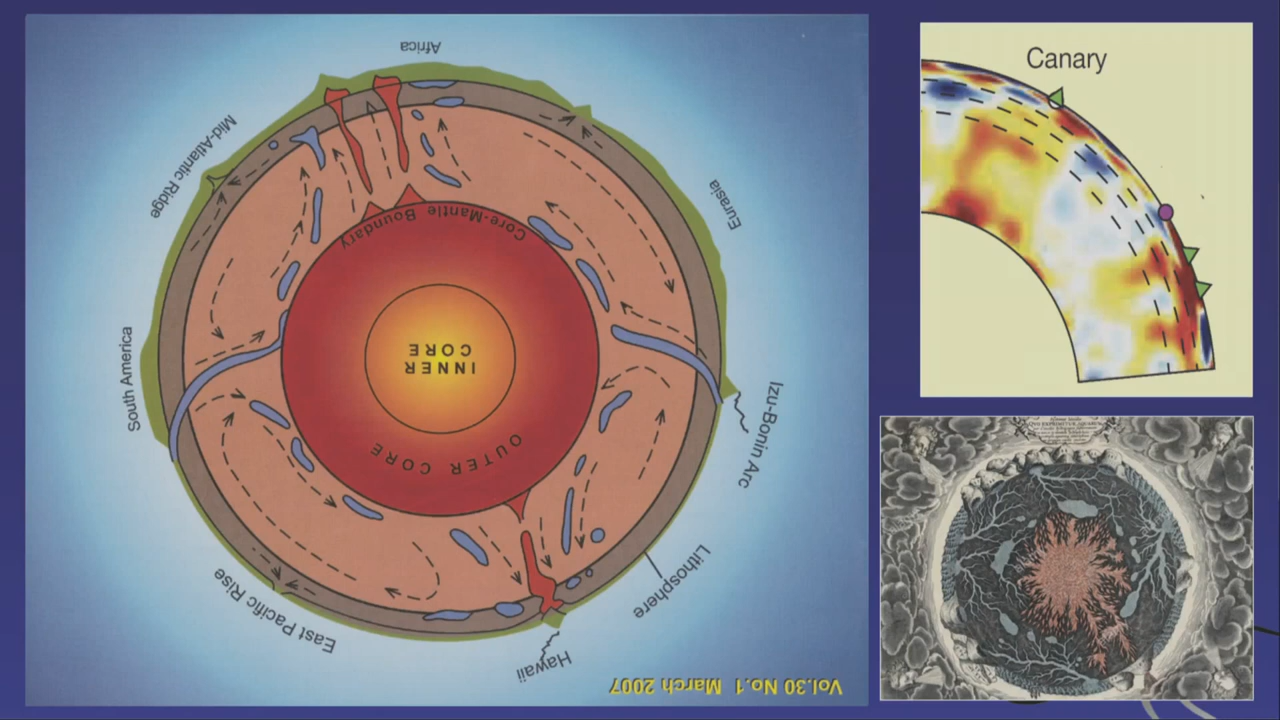 Africa
Mid-Atlantic Ridge
Eurasia
Core-Mantle Boundary
South America
INNER
CORE
OUTER CORE
Izu-Bonin Arc
Lithosphere
East Pacific Rise
Hawaii
Vol.30 No.1 March 2007
Canary